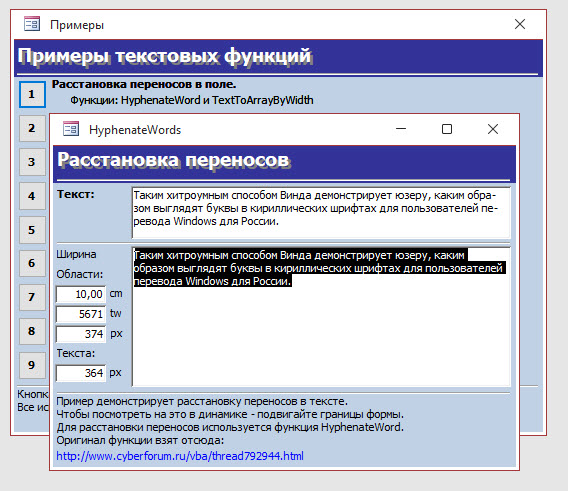 Примеры
Примеры текстовых функций
1
Расстановка переносов в поле.
Функции: HyphenateWord и TextToArrayByWidth
2
3
4
5
6
7
8
9
Кнопк
Все ис
HyphenateWords
Расстановка переносов
Текст:
Таким хитроумным способом Винда демонстрирует юзеру, каким обра-
зом выглядят буквы в кириллических шрифтах для пользователей пе-
ревода Windows для России.
Ширина
Области:
10,00 cm
5671 tw
374 px
Текста:
364 px
Таким хитроумным способом Винда демонстрирует юзеру, каким
образом выглядят буквы в кириллических шрифтах для пользователей
перевода Windows для России.
Пример демонстрирует расстановку переносов в тексте.
Чтобы посмотреть на это в динамике - подвигайте границы формы.
Для расстановки переносов используется функция HyphenateWord.
Оригинал функции взят отсюда:
http://www.cyberforum.ru/vba/thread792944.html